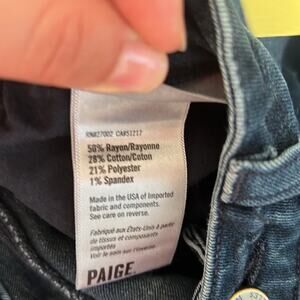 RN#27002 CA#51217
50% Rayon/Rayonne
28% Cotton/Coton
21% Polyester
1% Spandex
Made in the USA of Imported
fabric and components.
See care on reverse.
Fabriqué aux États-Unis à partir
de tissus et composants
importés
Voir le soin sur l'inverse.
PAIGE